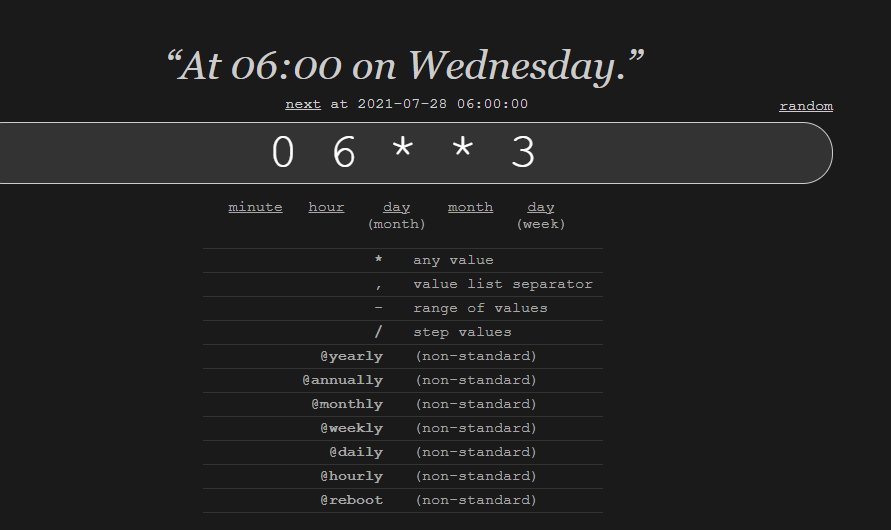 “At 06:00 on Wednesday.”
next at 2021-07-28 06:00:00
random
0 6 * * 3
minute hour day month day
(month) (week)
* any value
, value list separator
- range of values
/ step values
@yearly (non-standard)
@annually (non-standard)
@monthly (non-standard)
@weekly (non-standard)
@daily (non-standard)
@hourly (non-standard)
@reboot (non-standard)